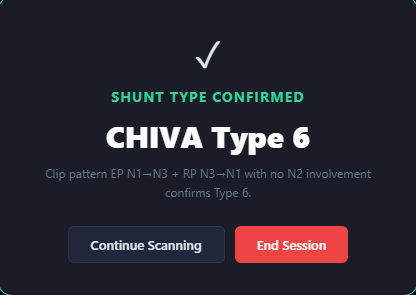 SHUNT TYPE CONFIRMED
CHIVA Type 6
Clip pattern EP N1→N3 + RP N3→N1 with no N2 involvement
confirms Type 6.
Continue Scanning
End Session